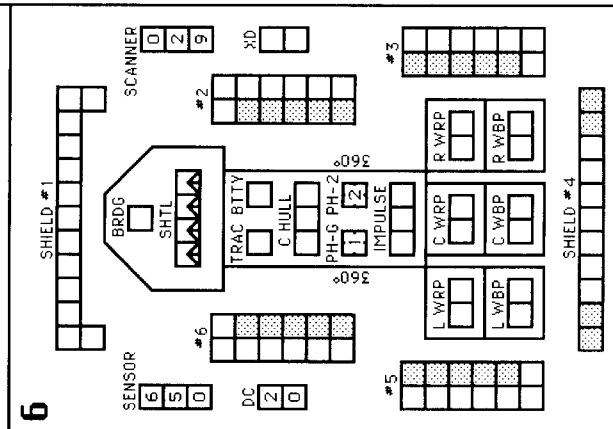 6
SHIELD #1
SENSOR
6 5 0
SCANNER
0 2 9
DC
2 0
XD
#6
#2
BRDG
SHTL
TRAC BTTY
C HULL
PH-G PH-2
1 2
360° 360°
IMPULSE
#5
#3
L WRP C WRP R WRP
L WBP C WBP R WBP
SHIELD #4